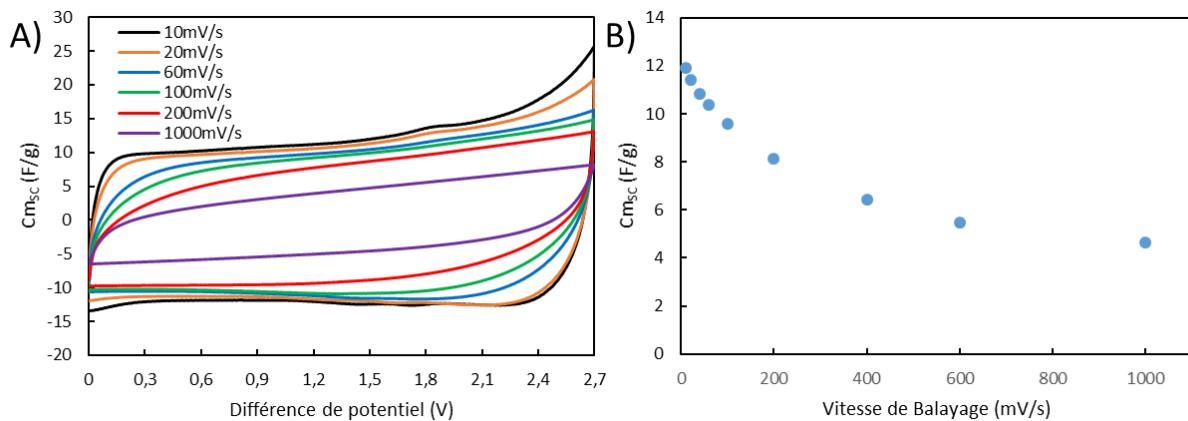 A)
Cm_SC (F/g)
30
25
20
15
10
5
0
-5
-10
-15
-20
10mV/s
20mV/s
60mV/s
100mV/s
200mV/s
1000mV/s
0 0,3 0,6 0,9 1,2 1,5 1,8 2,1 2,4 2,7
Différence de potentiel (V)
B)
Cm_SC (F/g)
14
12
10
8
6
4
2
0
0 200 400 600 800 1000
Vitesse de Balayage (mV/s)